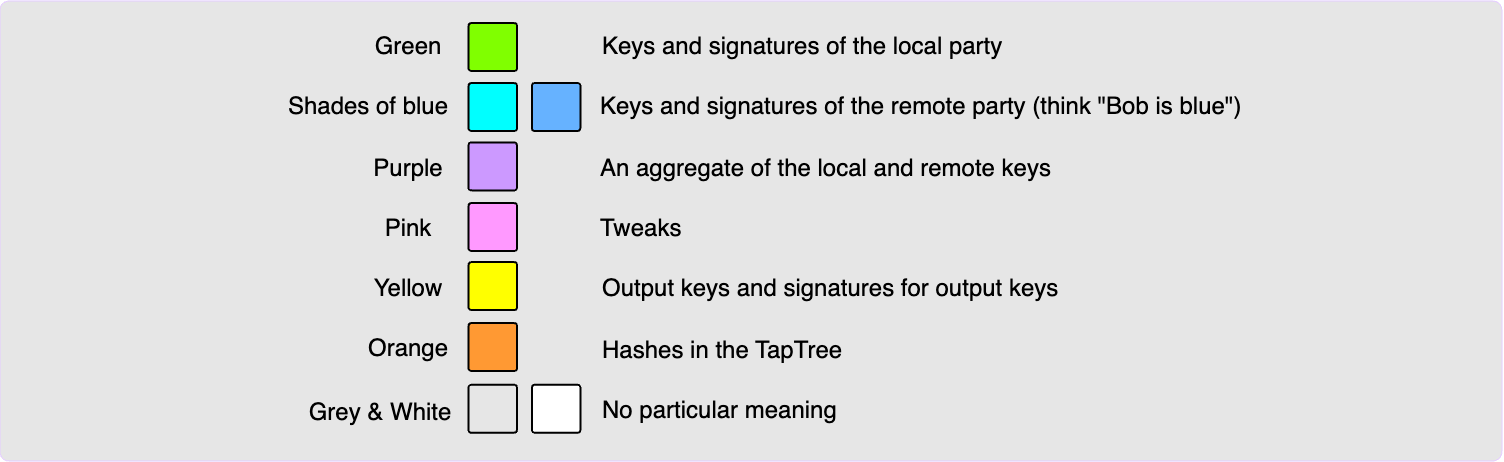 Green Keys and signatures of the local party
Shades of blue Keys and signatures of the remote party (think "Bob is blue")
Purple An aggregate of the local and remote keys
Pink Tweaks
Yellow Output keys and signatures for output keys
Orange Hashes in the TapTree
Grey & White No particular meaning